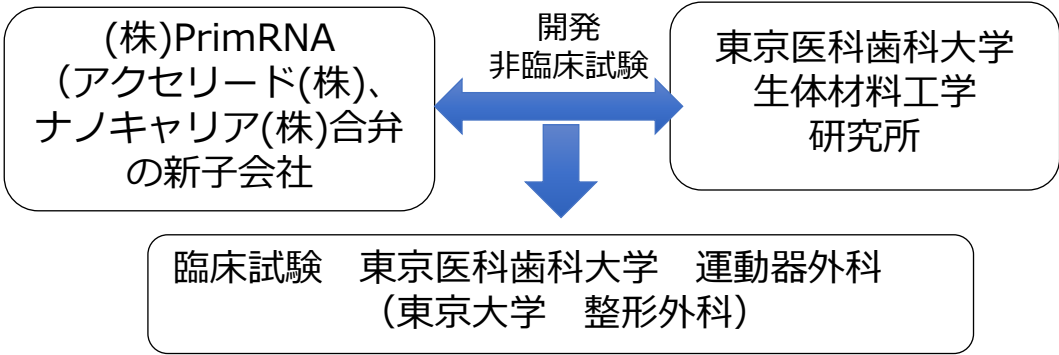 (株)PrimRNA
（アクセリード(株)、
ナノキャリア(株)合弁
の新子会社
開発
非臨床試験
東京医科歯科大学
生体材料工学
研究所
臨床試験　東京医科歯科大学　運動器外科
（東京大学　整形外科）